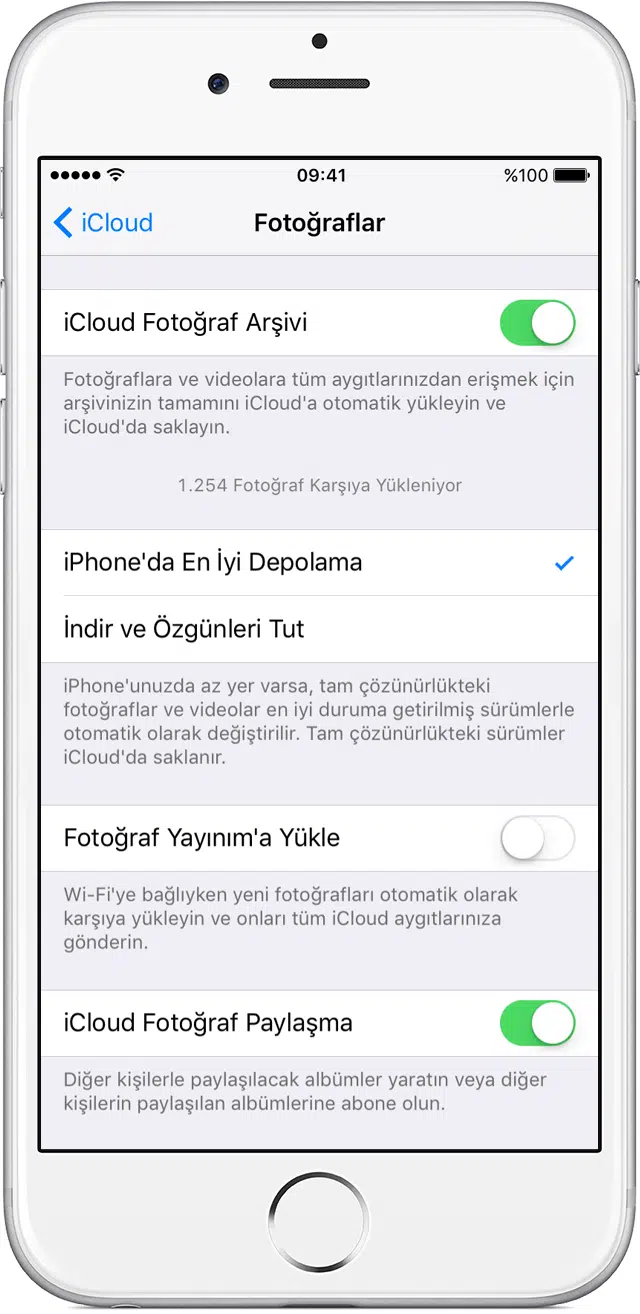 09:41
%100
iCloud
Fotoğraflar
iCloud Fotoğraf Arşivi
Fotoğraflara ve videolara tüm aygıtlarınızdan erişmek için
arşivinizin tamamını iCloud'a otomatik yükleyin ve
iCloud'da saklayın.
1.254 Fotoğraf Karşıya Yükleniyor
iPhone'da En İyi Depolama
İndir ve Özgünleri Tut
iPhone'unuzda az yer varsa, tam çözünürlükteki
fotoğraflar ve videolar en iyi duruma getirilmiş sürümlerle
otomatik olarak değiştirilir. Tam çözünürlükteki sürümler
iCloud'da saklanır.
Fotoğraf Yayınım'a Yükle
Wi-Fi'ye bağlıyken yeni fotoğrafları otomatik olarak
karşıya yükleyin ve onları tüm iCloud aygıtlarınıza
gönderin.
iCloud Fotoğraf Paylaşma
Diğer kişilerle paylaşılacak albümler yaratın veya diğer
kişilerin paylaşılan albümlerine abone olun.